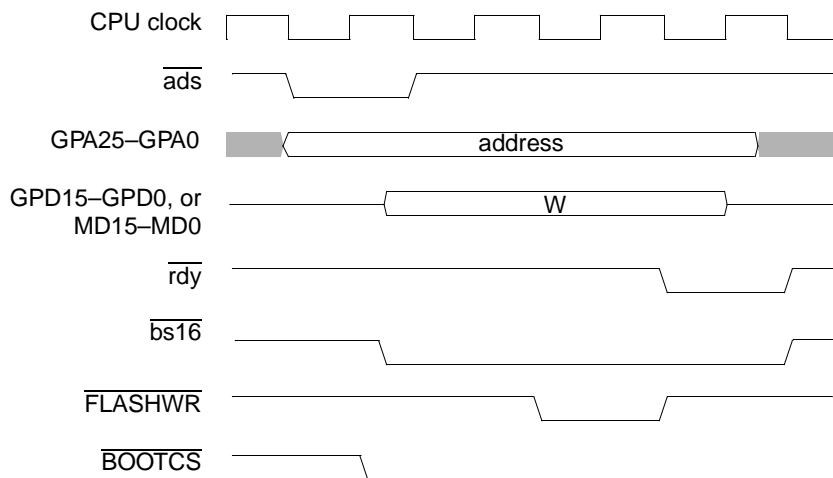 CPU clock
ads
GPA25–GPA0
address
GPD15–GPD0, or
MD15–MD0
W
rdy
bs16
FLASHWR
BOOTCS